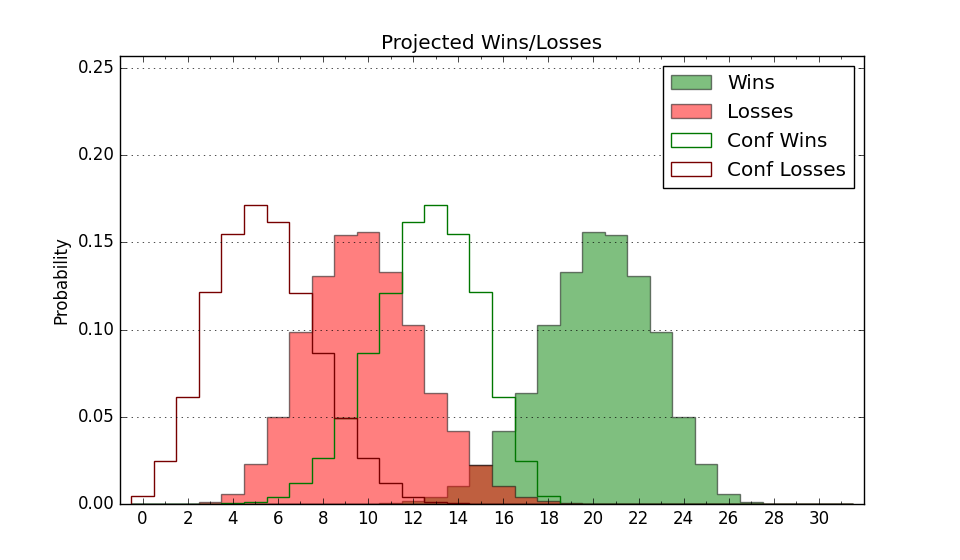 Projected Wins/Losses
0.25
0.20
0.15
0.10
0.05
0.00
Probability
Wins
Losses
Conf Wins
Conf Losses
0 2 4 6 8 10 12 14 16 18 20 22 24 26 28 30